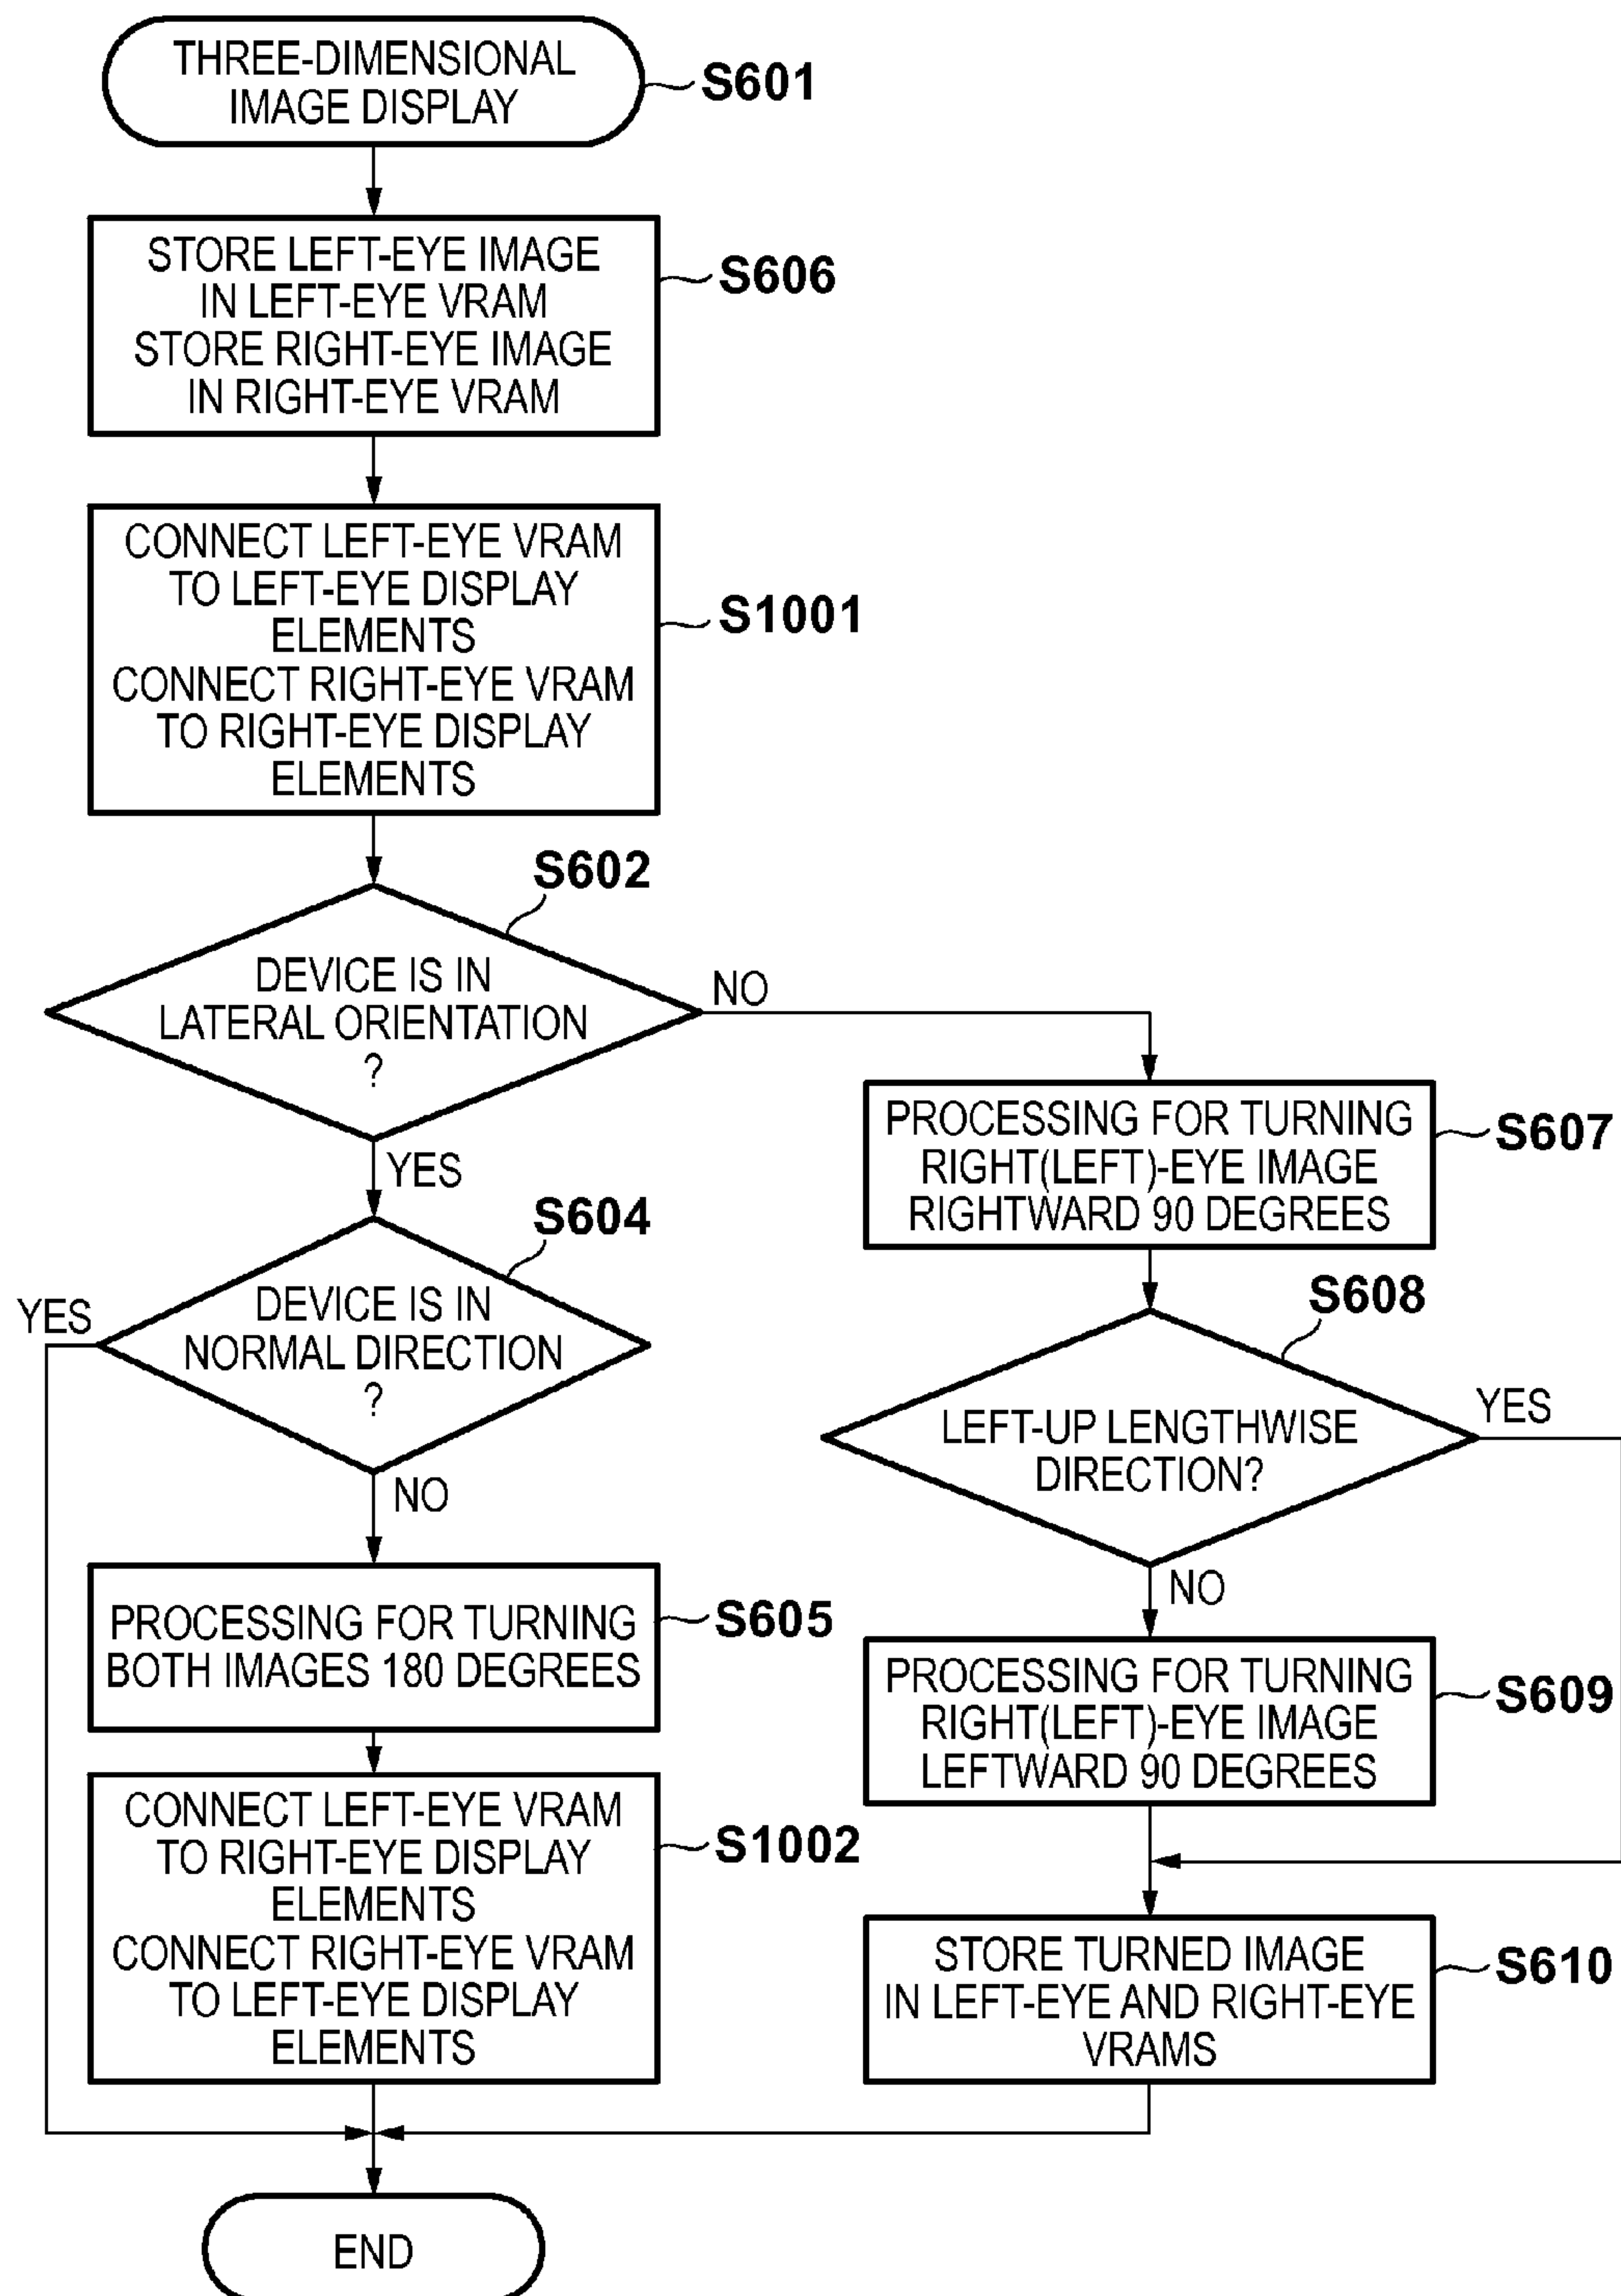 THREE-DIMENSIONAL
IMAGE DISPLAY
S601
STORE LEFT-EYE IMAGE
IN LEFT-EYE VRAM
STORE RIGHT-EYE IMAGE
IN RIGHT-EYE VRAM
S606
CONNECT LEFT-EYE VRAM
TO LEFT-EYE DISPLAY
ELEMENTS
CONNECT RIGHT-EYE VRAM
TO RIGHT-EYE DISPLAY
ELEMENTS
S1001
S602
DEVICE IS IN
LATERAL ORIENTATION
?
NO
YES
S604
DEVICE IS IN
NORMAL DIRECTION
?
YES
NO
PROCESSING FOR TURNING
BOTH IMAGES 180 DEGREES
S605
CONNECT LEFT-EYE VRAM
TO RIGHT-EYE DISPLAY
ELEMENTS
CONNECT RIGHT-EYE VRAM
TO LEFT-EYE DISPLAY
ELEMENTS
S1002
PROCESSING FOR TURNING
RIGHT(LEFT)-EYE IMAGE
RIGHTWARD 90 DEGREES
S607
S608
LEFT-UP LENGTHWISE
DIRECTION?
YES
NO
PROCESSING FOR TURNING
RIGHT(LEFT)-EYE IMAGE
LEFTWARD 90 DEGREES
S609
STORE TURNED IMAGE
IN LEFT-EYE AND RIGHT-EYE
VRAMS
S610
END